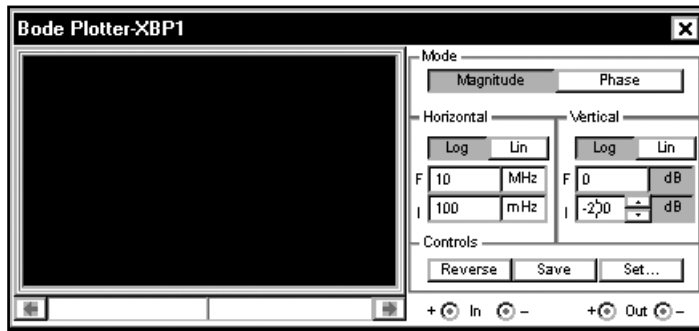 Bode Plotter-XBP1
Mode
Magnitude Phase
Horizontal Vertical
Log Lin Log Lin
F 10 MHz F 0 dB
I 100 mHz I -200 dB
Controls
Reverse Save Set...
+ In - + Out -